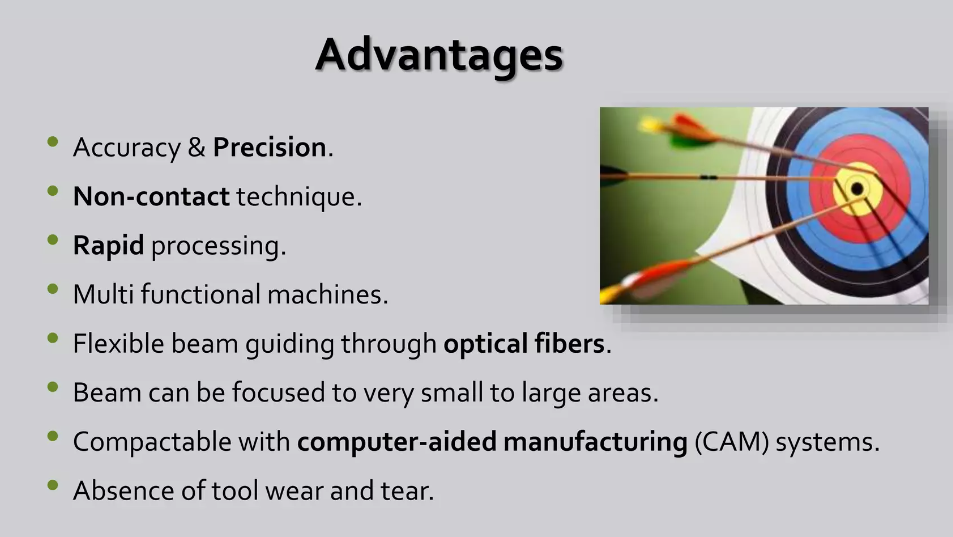 Advantages
Accuracy & Precision.
Non-contact technique.
Rapid processing.
Multi functional machines.
Flexible beam guiding through optical fibers.
Beam can be focused to very small to large areas.
Compactable with computer-aided manufacturing (CAM) systems.
Absence of tool wear and tear.